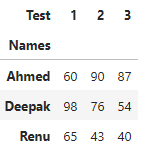 Test 1 2 3
Names
Ahmed 60 90 87
Deepak 98 76 54
Renu 65 43 40